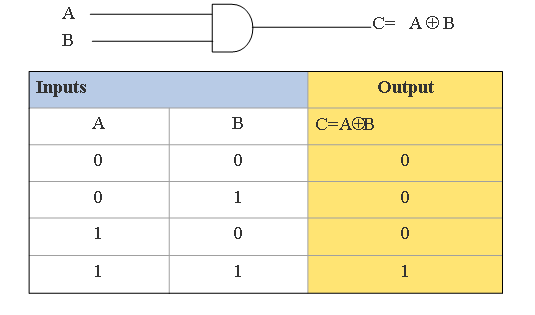 A
B
C= A ⊕ B
Inputs Output
A B C=A⊕B
0 0 0
0 1 0
1 0 0
1 1 1